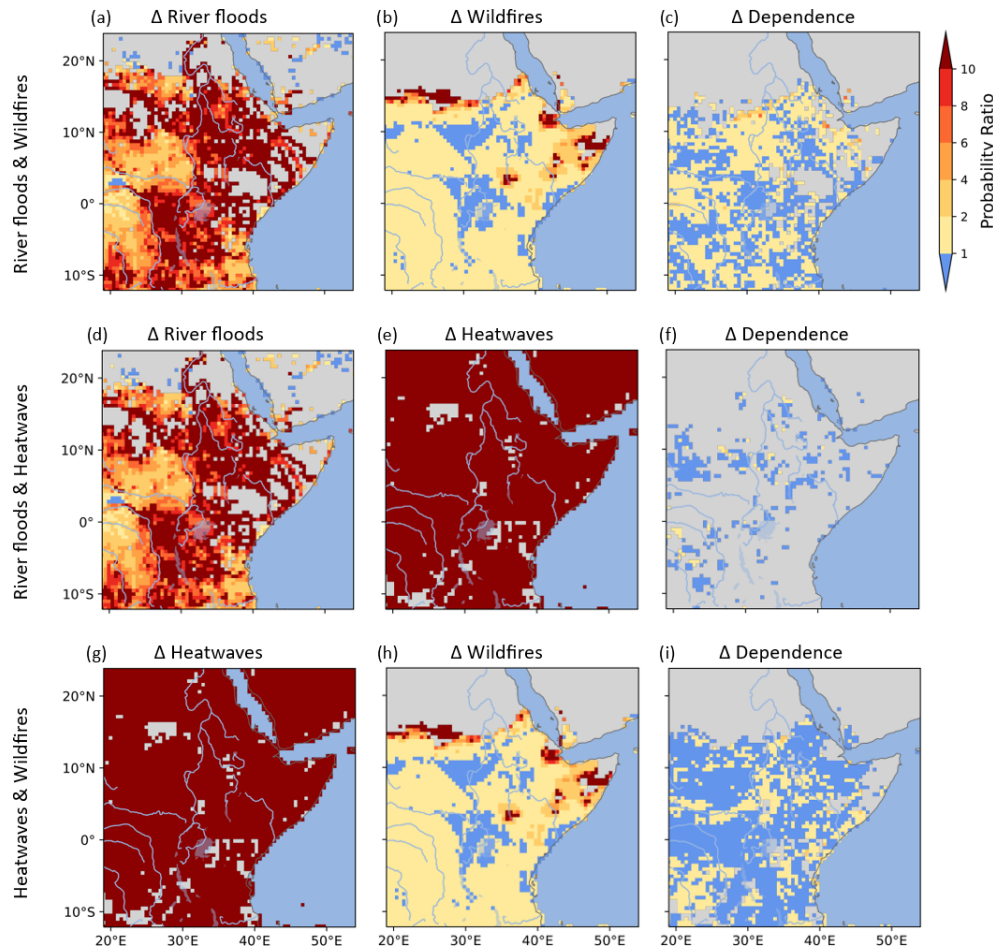 (a) Δ River floods (b) Δ Wildfires (c) Δ Dependence
River floods & Wildfires
20°N
10°N
0°
10°S
10
8
6
4
2
1
Probability Ratio
(d) Δ River floods (e) Δ Heatwaves (f) Δ Dependence
River floods & Heatwaves
20°N
10°N
0°
10°S
(g) Δ Heatwaves (h) Δ Wildfires (i) Δ Dependence
Heatwaves & Wildfires
20°N
10°N
0°
10°S
20°E 30°E 40°E 50°E 20°E 30°E 40°E 50°E 20°E 30°E 40°E 50°E